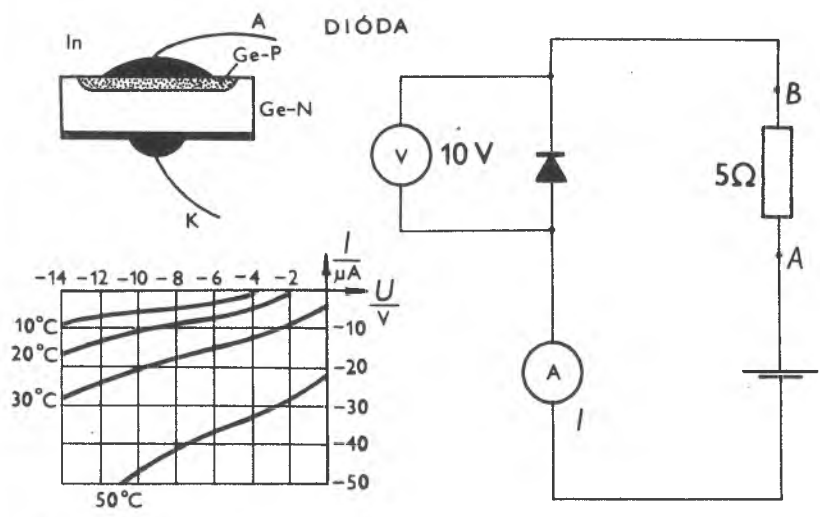 DIÓDA
A
In
Ge-P
Ge-N
K
V
10 V
B
5Ω
A
A
I
I/μA
-14 -12 -10 -8 -6 -4 -2
U/V
10°C
20°C
30°C
50°C
-10
-20
-30
-40
-50